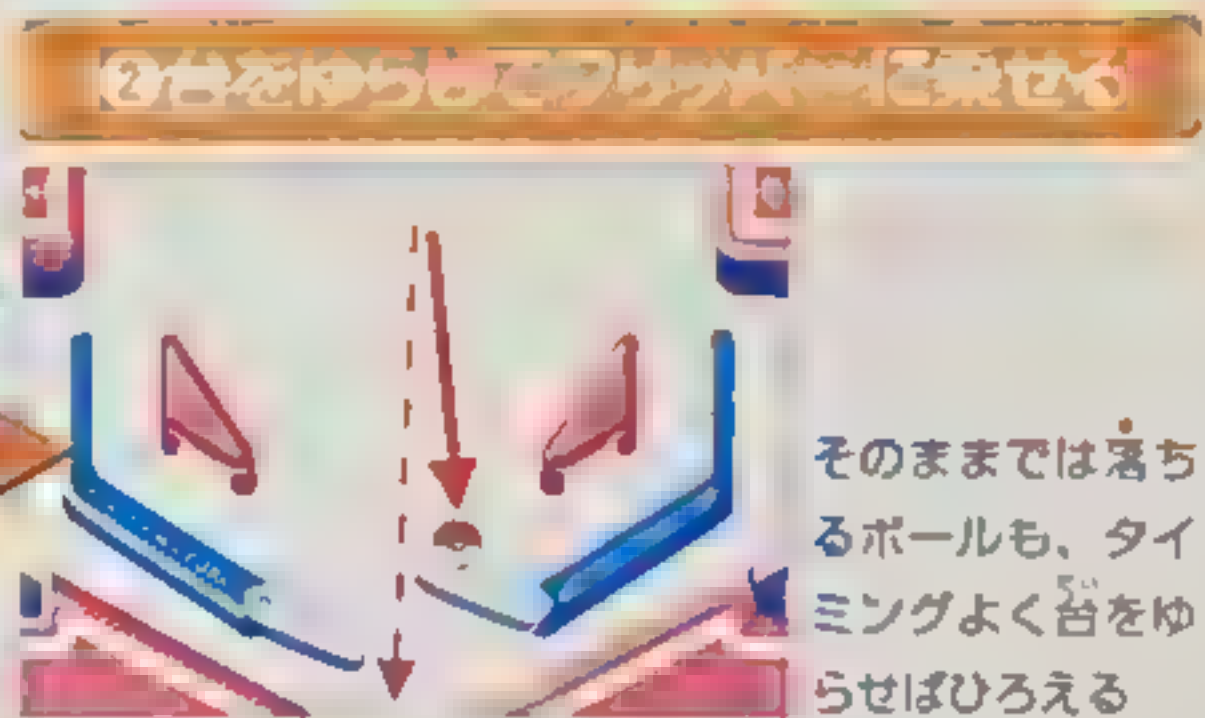 ②台をゆらしてフリッパーに乗せる
そのままでは落ち
るボールも、タイ
ミングよく台をゆ
らせばひろえる